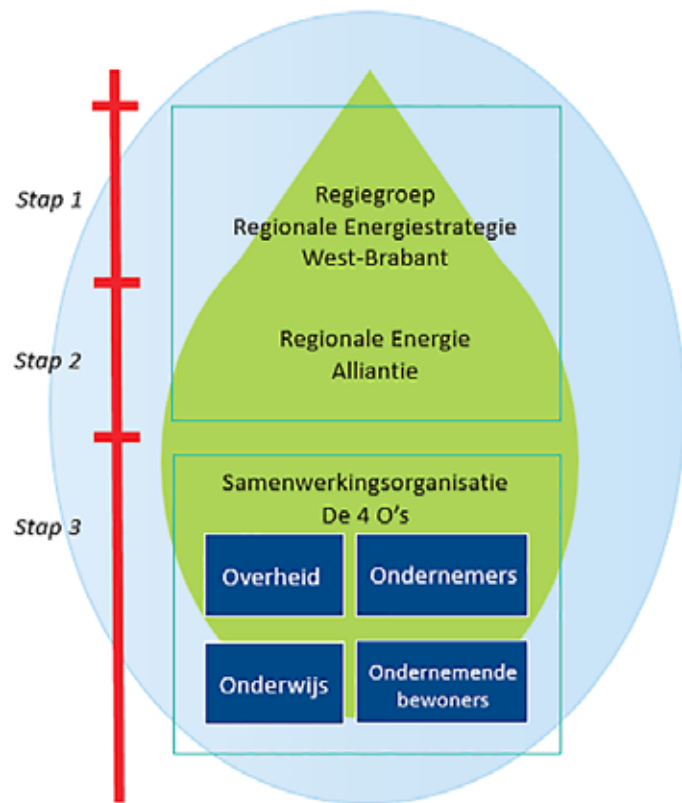 Stap 1
Regiegroep
Regionale Energiestrategie
West-Brabant
Stap 2
Regionale Energie
Alliantie
Stap 3
Samenwerkingsorganisatie
De 4 O's
Overheid
Ondernemers
Onderwijs
Ondernemende
bewoners